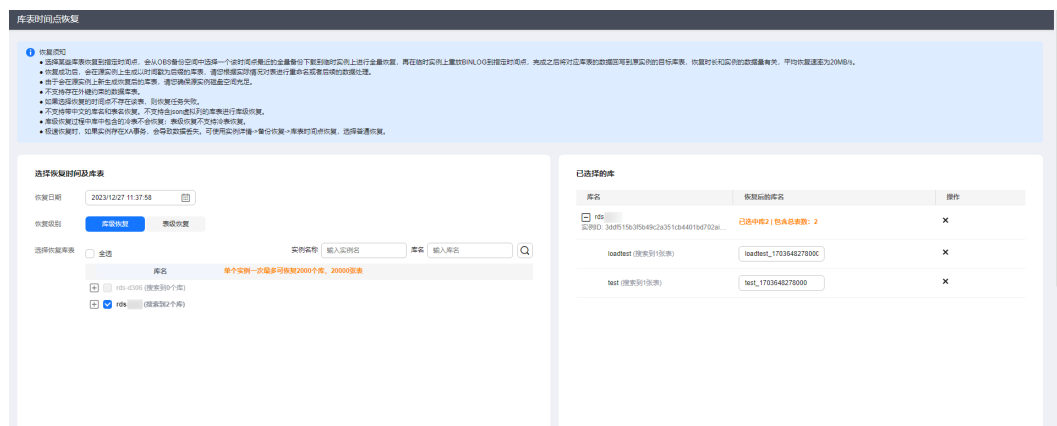 库表时间点恢复
恢复须知
● 选择某些库表恢复到指定时间点，会从OBS备份空间中选择一个该时间点最近的全量备份下载到临时实例上进行全量恢复，再在临时实例上重放BINLOG到指定时间点，完成之后将对应库表的数据回写到原实例的目标库表，恢复时长和实例的数据量有关，平均恢复速率为20MB/s。
● 恢复成功后，会在源实例上生成以时间戳为后缀的库表，请您根据实际情况对表进行重命名或者后续的数据处理。
● 由于会在源实例上新生成恢复后的库表，请您确保源实例磁盘空间充足。
● 不支持存在外键约束的数据库表。
● 如果选择恢复的时间点不存在该表，则恢复任务失败。
● 不支持带中文的库名和表名恢复，不支持含json虚拟列的库表进行库级恢复。
● 库级恢复过程中库中包含的冷表不会恢复；表级恢复不支持冷表恢复。
● 极速恢复时，如果实例存在XA事务，会导致数据丢失。可使用实例详情->备份恢复->库表时间点恢复，选择普通恢复。
选择恢复时间及库表
恢复日期 2023/12/27 11:37:58
恢复级别 库级恢复 表级恢复
选择恢复库表 全选 实例名称 输入实例名 库名 输入库名
库名 单个实例一次最多可恢复2000个库，20000张表
rds-d306 (搜索到0个库)
rds (搜索到2个库)
已选择的库
库名 恢复后的库名 操作
rds 已选中库2 | 包含总表数：2
实例ID: 3ddf515b3f5b49c2a351cb4401bd702ai...
loadtest (搜索到1张表) loadtest_170364827800
test (搜索到1张表) test_1703648278000